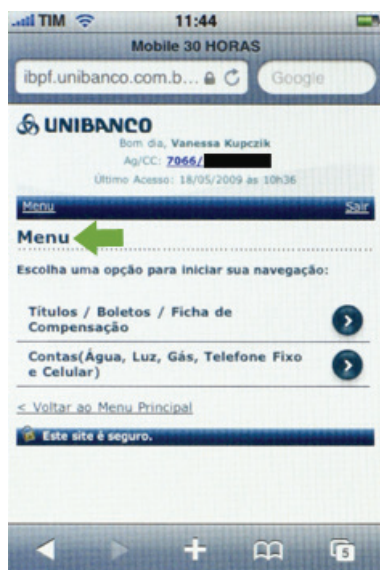 TIM 11:44
Mobile 30 HORAS
ibpf.unibanco.com.b... Google
UNIBANCO
Bom dia, Vanessa Kupczik
Ag/CC: 7066/
Último Acesso: 18/05/2009 as 10h36
Menu Sair
Menu
Escolha uma opção para iniciar sua navegação:
Títulos / Boletos / Ficha de
Compensação
Contas(Água, Luz, Gás, Telefone Fixo
e Celular)
< Voltar ao Menu Principal
Este site é seguro.
5